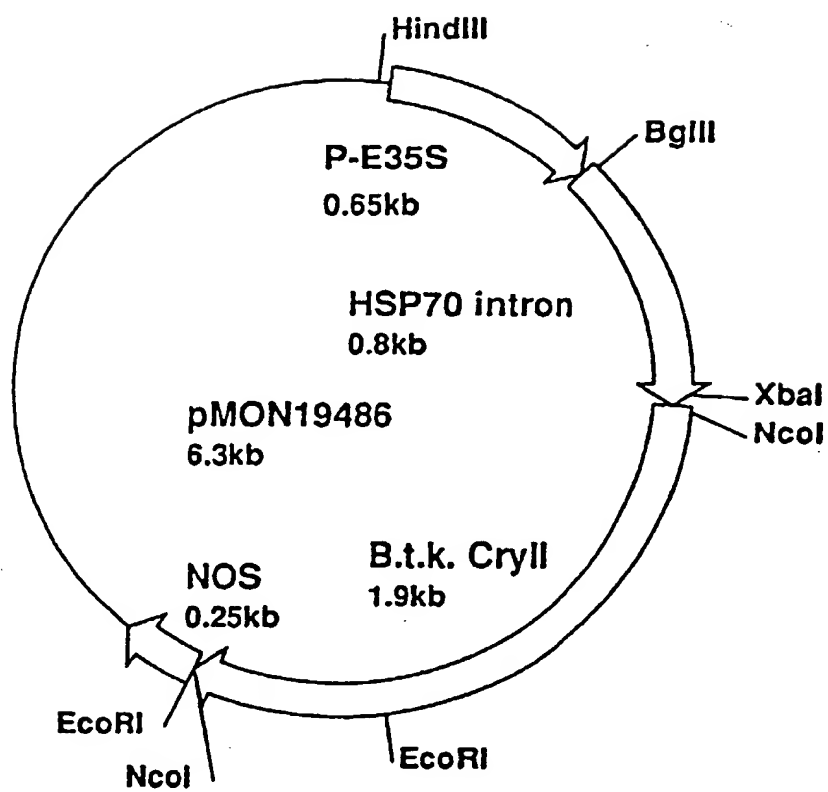 HindIII
BglII
P-E35S
0.65kb
HSP70 intron
0.8kb
XbaI
NcoI
pMON19486
6.3kb
B.t.k. CryII
1.9kb
NOS
0.25kb
EcoRI
NcoI
EcoRI